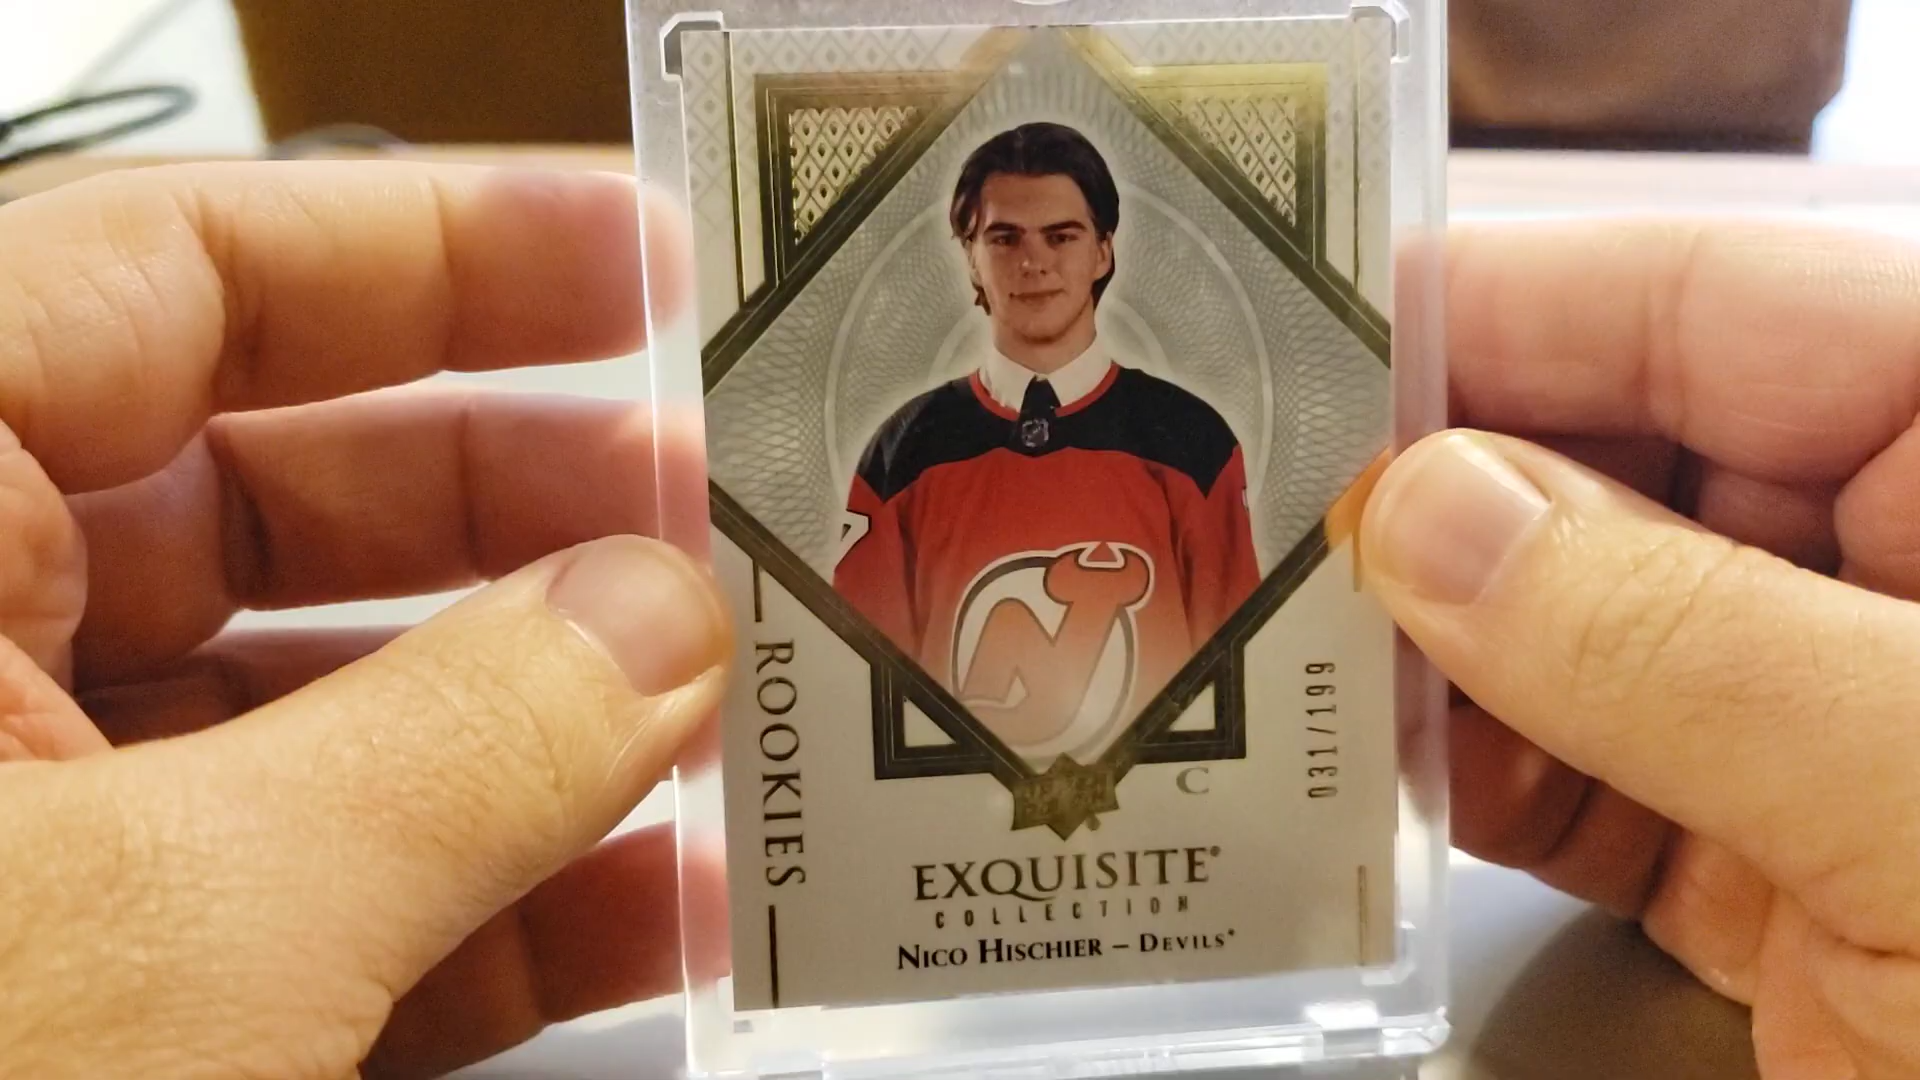 ROOKIES
031/199
C
EXQUISITE
COLLECTION
NICO HISCHIER – DEVILS